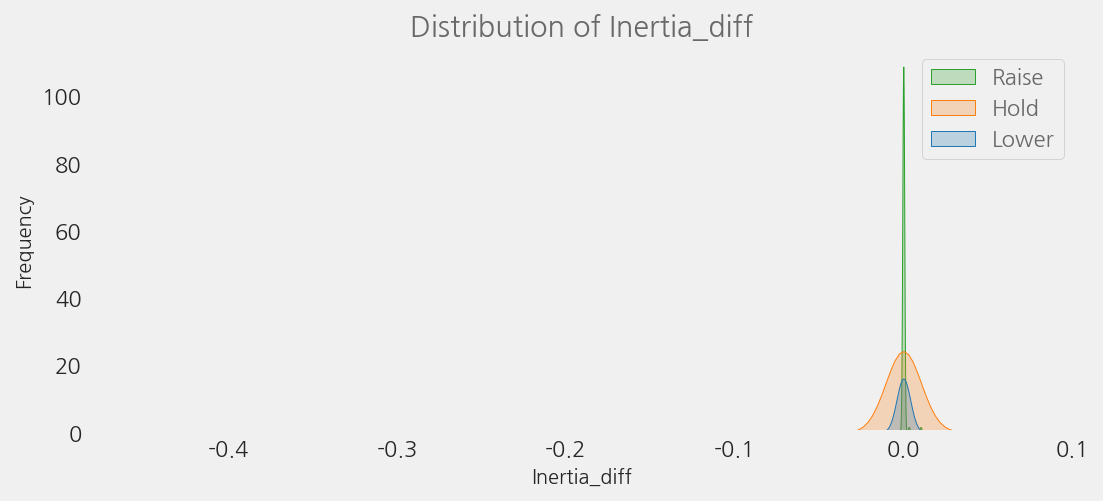 Distribution of Inertia_diff
Raise
Hold
Lower
Frequency
100
80
60
40
20
0
-0.4
-0.3
-0.2
-0.1
0.0
0.1
Inertia_diff